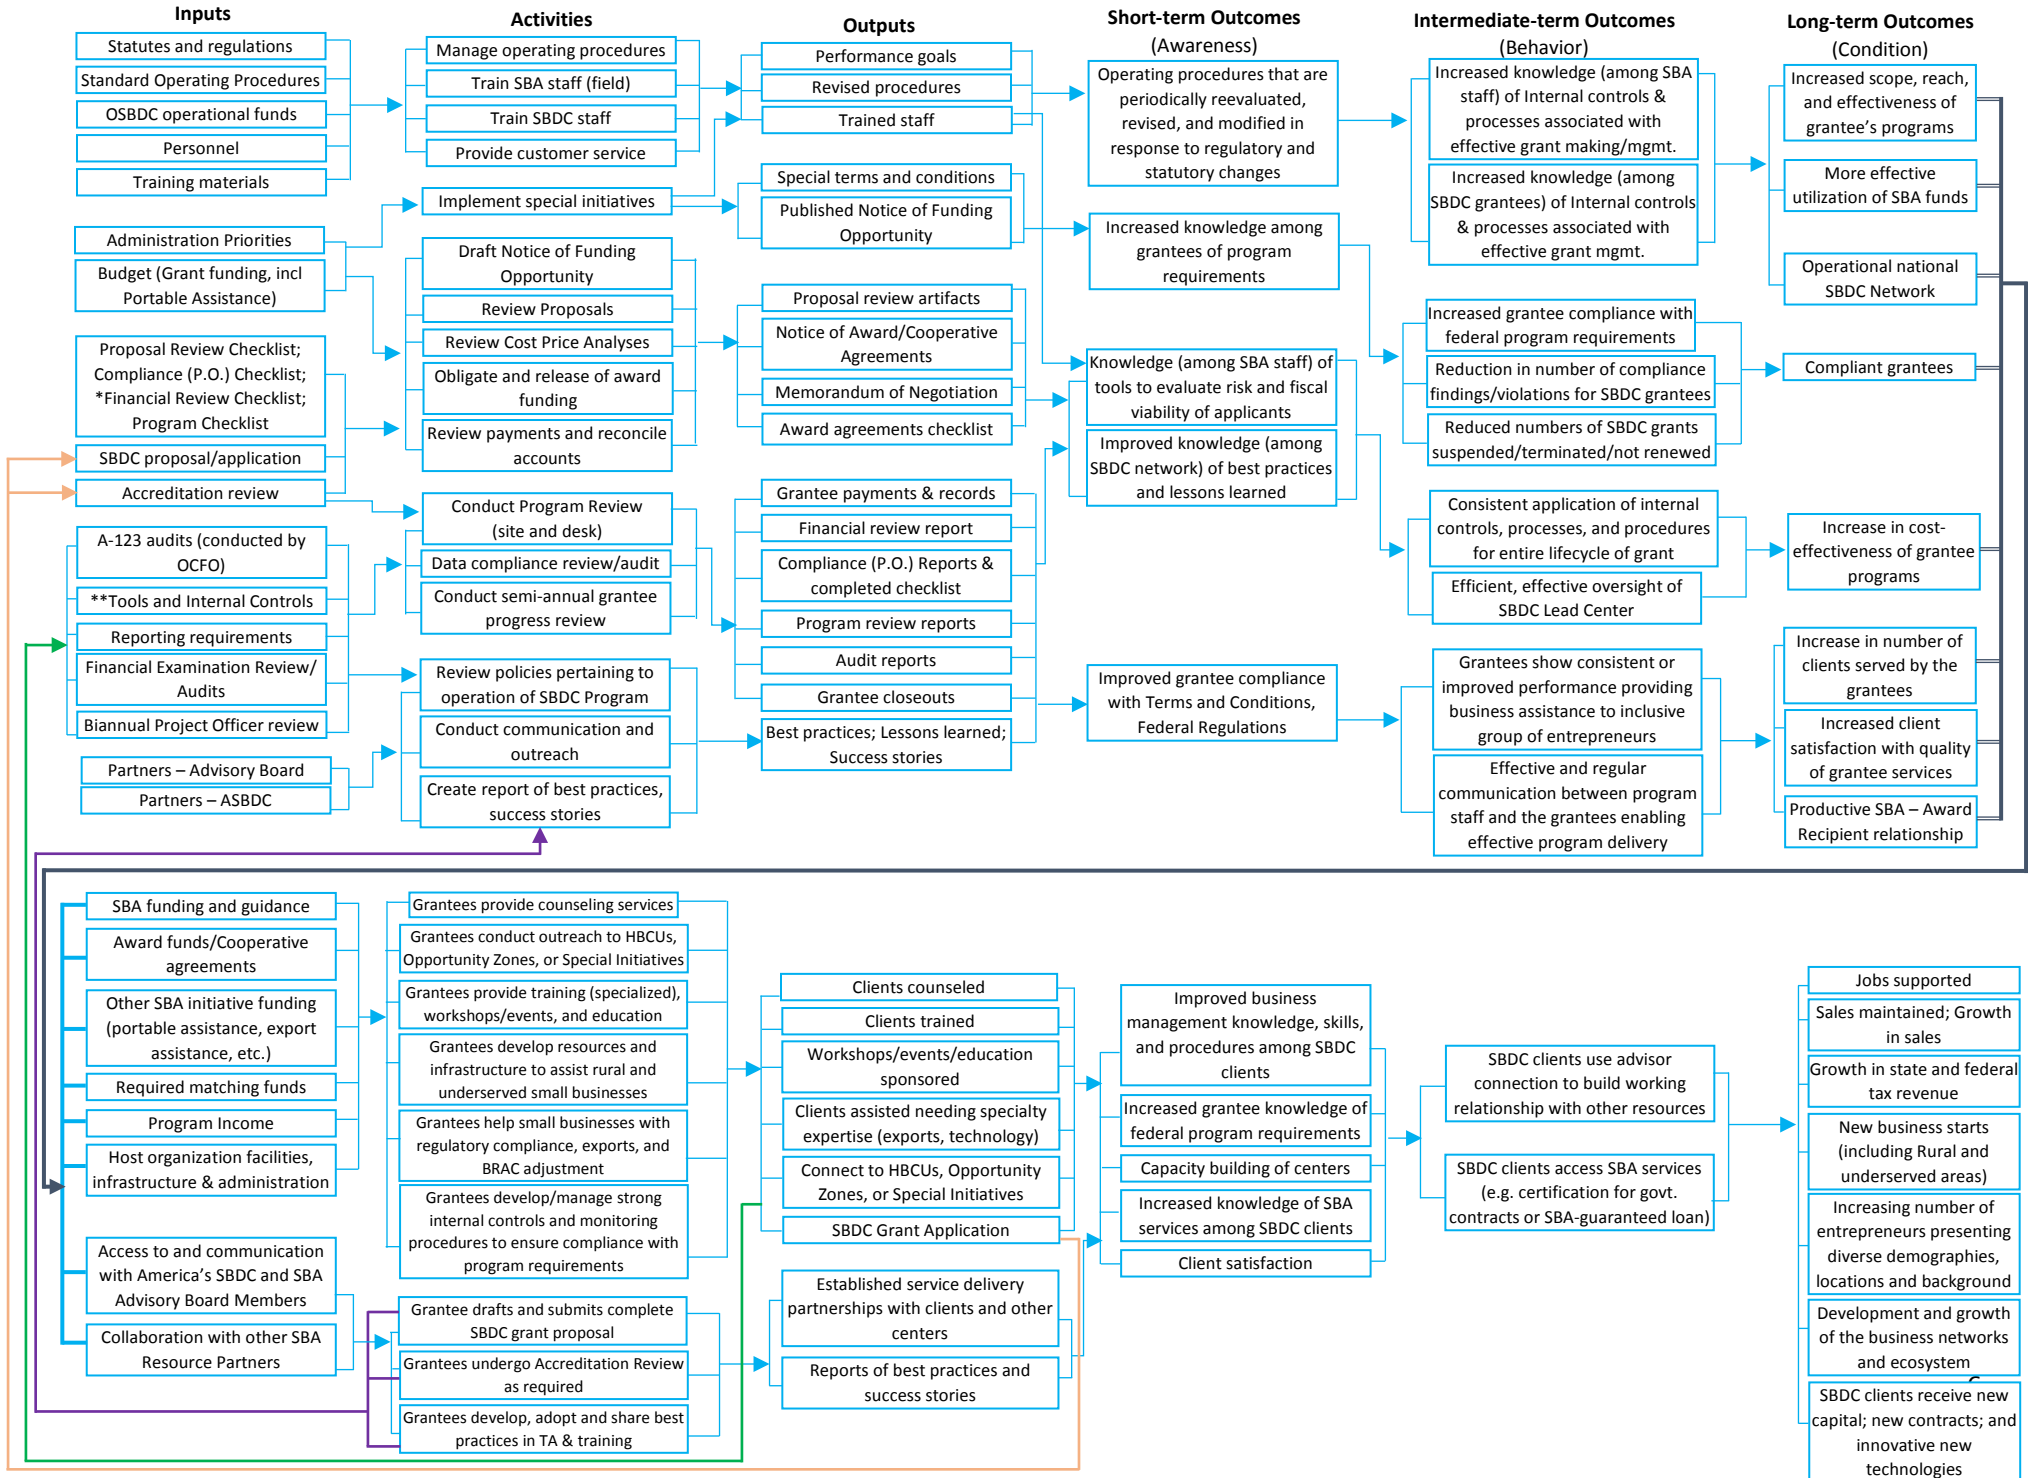 Inputs
Statutes and regulations
Standard Operating Procedures
OSBDC operational funds
Personnel
Training materials
Administration Priorities
Budget (Grant funding, incl
Portable Assistance)
Proposal Review Checklist;
Compliance (P.O.) Checklist;
*Financial Review Checklist;
Program Checklist
SBDC proposal/application
Accreditation review
A-123 audits (conducted by
OCFO)
**Tools and Internal Controls
Reporting requirements
Financial Examination Review/
Audits
Biannual Project Officer review
Partners – Advisory Board
Partners – ASBDC
Activities
Manage operating procedures
Train SBA staff (field)
Train SBDC staff
Provide customer service
Implement special initiatives
Draft Notice of Funding
Opportunity
Review Proposals
Review Cost Price Analyses
Obligate and release of award
funding
Review payments and reconcile
accounts
Conduct Program Review
(site and desk)
Data compliance review/audit
Conduct semi-annual grantee
progress review
Review policies pertaining to
operation of SBDC Program
Conduct communication and
outreach
Create report of best practices,
success stories
Outputs
Performance goals
Revised procedures
Trained staff
Special terms and conditions
Published Notice of Funding
Opportunity
Proposal review artifacts
Notice of Award/Cooperative
Agreements
Memorandum of Negotiation
Award agreements checklist
Grantee payments & records
Financial review report
Compliance (P.O.) Reports &
completed checklist
Program review reports
Audit reports
Grantee closeouts
Best practices; Lessons learned;
Success stories
Short-term Outcomes
(Awareness)
Operating procedures that are
periodically reevaluated,
revised, and modified in
response to regulatory and
statutory changes
Increased knowledge among
grantees of program
requirements
Knowledge (among SBA staff) of
tools to evaluate risk and fiscal
viability of applicants
Improved knowledge (among
SBDC network) of best practices
and lessons learned
Improved grantee compliance
with Terms and Conditions,
Federal Regulations
Intermediate-term Outcomes
(Behavior)
Increased knowledge (among SBA
staff) of Internal controls &
processes associated with
effective grant making/mgmt.
Increased knowledge (among
SBDC grantees) of Internal controls
& processes associated with
effective grant mgmt.
Increased grantee compliance with
federal program requirements
Reduction in number of compliance
findings/violations for SBDC grantees
Reduced numbers of SBDC grants
suspended/terminated/not renewed
Consistent application of internal
controls, processes, and procedures
for entire lifecycle of grant
Efficient, effective oversight of
SBDC Lead Center
Grantees show consistent or
improved performance providing
business assistance to inclusive
group of entrepreneurs
Effective and regular
communication between program
staff and the grantees enabling
effective program delivery
Long-term Outcomes
(Condition)
Increased scope, reach,
and effectiveness of
grantee's programs
More effective
utilization of SBA funds
Operational national
SBDC Network
Compliant grantees
Increase in cost-
effectiveness of grantee
programs
Increase in number of
clients served by the
grantees
Increased client
satisfaction with quality
of grantee services
Productive SBA – Award
Recipient relationship
SBA funding and guidance
Award funds/Cooperative
agreements
Other SBA initiative funding
(portable assistance, export
assistance, etc.)
Required matching funds
Program Income
Host organization facilities,
infrastructure & administration
Access to and communication
with America's SBDC and SBA
Advisory Board Members
Collaboration with other SBA
Resource Partners
Grantees provide counseling services
Grantees conduct outreach to HBCUs,
Opportunity Zones, or Special Initiatives
Grantees provide training (specialized),
workshops/events, and education
Grantees develop resources and
infrastructure to assist rural and
underserved small businesses
Grantees help small businesses with
regulatory compliance, exports, and
BRAC adjustment
Grantees develop/manage strong
internal controls and monitoring
procedures to ensure compliance with
program requirements
Grantee drafts and submits complete
SBDC grant proposal
Grantees undergo Accreditation Review
as required
Grantees develop, adopt and share best
practices in TA & training
Clients counseled
Clients trained
Workshops/events/education
sponsored
Clients assisted needing specialty
expertise (exports, technology)
Connect to HBCUs, Opportunity
Zones, or Special Initiatives
SBDC Grant Application
Established service delivery
partnerships with clients and other
centers
Reports of best practices and
success stories
Improved business
management knowledge, skills,
and procedures among SBDC
clients
Increased grantee knowledge of
federal program requirements
Capacity building of centers
Increased knowledge of SBA
services among SBDC clients
Client satisfaction
SBDC clients use advisor
connection to build working
relationship with other resources
SBDC clients access SBA services
(e.g. certification for govt.
contracts or SBA-guaranteed loan)
Jobs supported
Sales maintained; Growth
in sales
Growth in state and federal
tax revenue
New business starts
(including Rural and
underserved areas)
Increasing number of
entrepreneurs presenting
diverse demographies,
locations and background
Development and growth
of the business networks
and ecosystem
SBDC clients receive new
capital; new contracts; and
innovative new
technologies